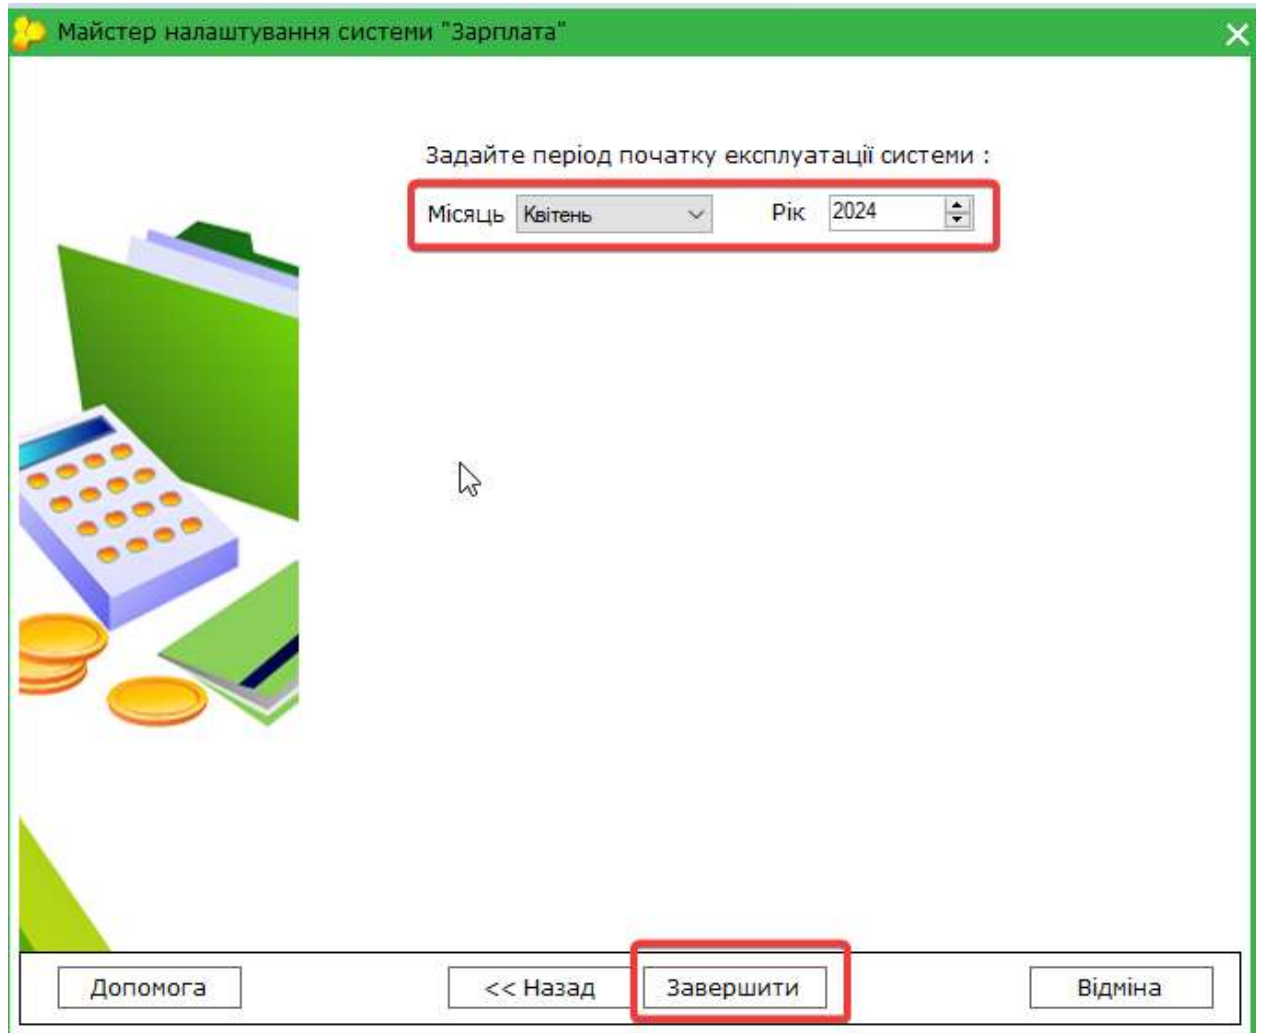 Майстер налаштування системи "Зарплата"
Задайте період початку експлуатації системи :
Місяць Квітень Рік 2024
Допомога << Назад Завершити Відміна